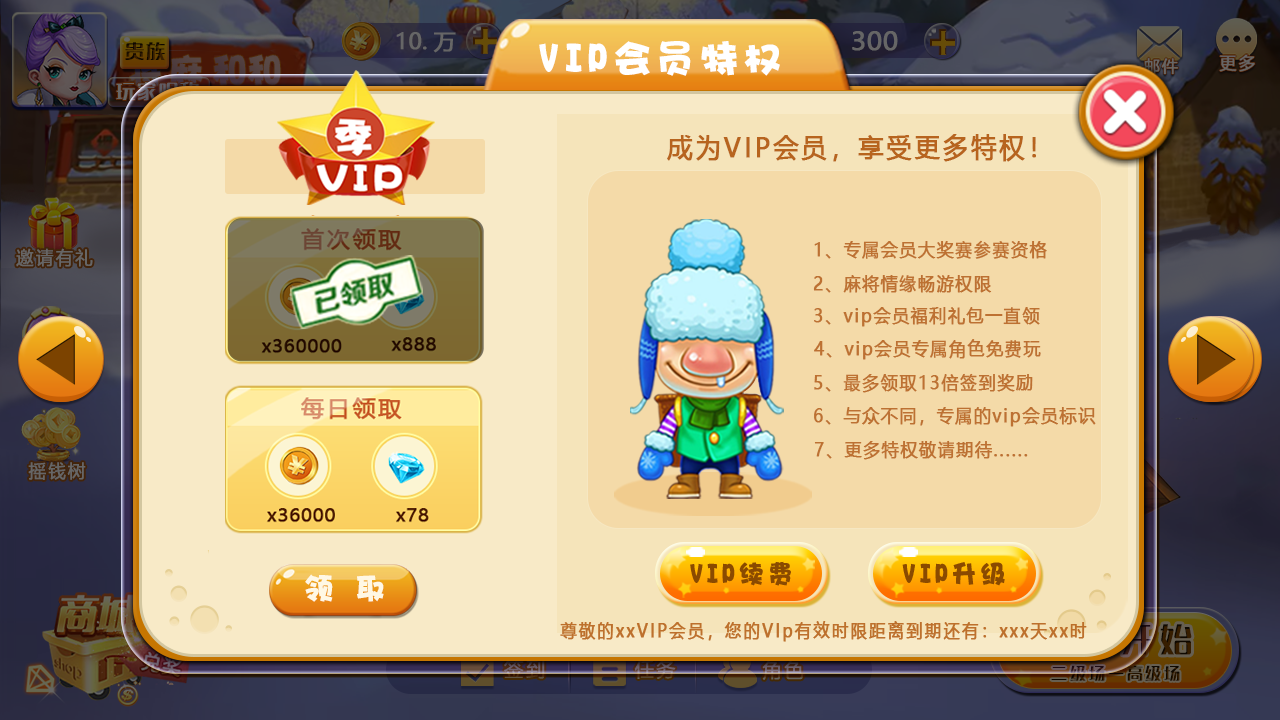 VIP会员特权
贵族
10.万
300
邮件
更多
季
VIP
首次领取
已领取
x360000
x888
每日领取
x36000
x78
领 取
成为VIP会员，享受更多特权！
1、专属会员大奖赛参赛资格
2、麻将情缘畅游权限
3、vip会员福利礼包一直领
4、vip会员专属角色免费玩
5、最多领取13倍签到奖励
6、与众不同，专属的vip会员标识
7、更多特权敬请期待......
VIP续费
VIP升级
尊敬的xxVIP会员，您的VIp有效时限距离到期还有：xxx天xx时
邀请有礼
摇钱树
商城
shop
兑奖
签到
任务
角色
开始
二级场—高级场